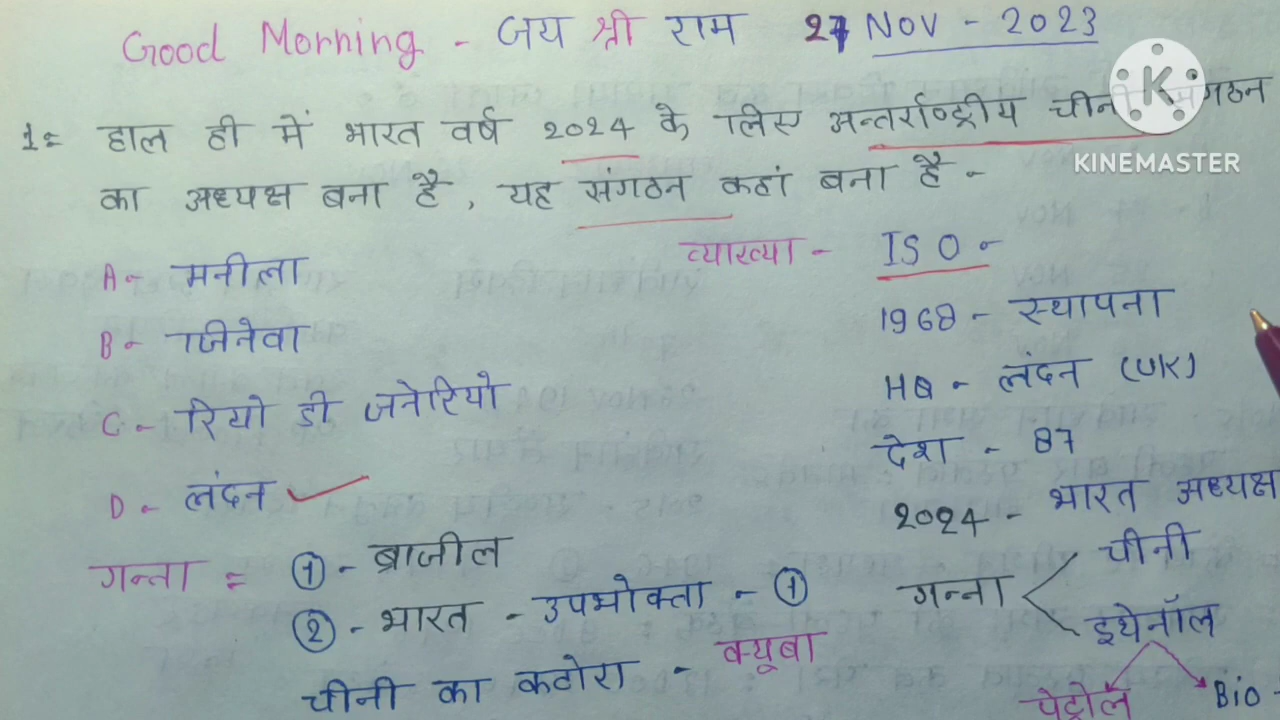 Good Morning - जय श्री राम 27 NOV - 2023
1:- हाल ही में भारत वर्ष 2024 के लिए अन्तर्राष्ट्रीय चीनी संगठन
का अध्यक्ष बना है, यह संगठन कहां बना है -
A- मनीला
B- जिनेवा
C- रियो डी जनेरियो
D- लंदन
व्याख्या - ISO -
1968 - स्थापना
HQ - लंदन (UK)
देश - 87
2024 - भारत अध्यक्ष
गन्ना = ① - ब्राजील
② - भारत - उपभोक्ता - ①
चीनी का कटोरा - क्यूबा
गन्ना < चीनी
इथेनॉल
पेट्रोल Bio -
K
KINEMASTER